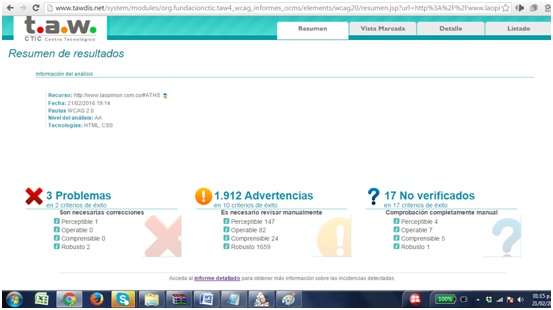 www.tawdis.net/system/modules/org.fundacionctic.taw4_wcag_informes_ocms/elements/wcag20/resumen.jsp?url=http%3A%2F%2Fwww.laopi
t.a.w.
CTIC Centro Tecnológico
Resumen Vista Marcada Detalle Listado
Resumen de resultados
Información del análisis
Recurso: http://www.laopinion.com.co#ATHS
Fecha: 21/02/2016 19:14
Pautas WCAG 2.0
Nivel del análisis: AA
Tecnologías: HTML, CSS
3 Problemas
en 2 criterios de éxito
Son necesarias correcciones
Perceptible 1
Operable 0
Comprensible 0
Robusto 2
1.912 Advertencias
en 10 criterios de éxito
Es necesario revisar manualmente
Perceptible 147
Operable 82
Comprensible 24
Robusto 1659
17 No verificados
en 17 criterios de éxito
Comprobación completamente manual
Perceptible 4
Operable 7
Comprensible 5
Robusto 1
Acceda al informe detallado para obtener más información sobre las incidencias detectadas.
100%
01:15 p.
21/02/20